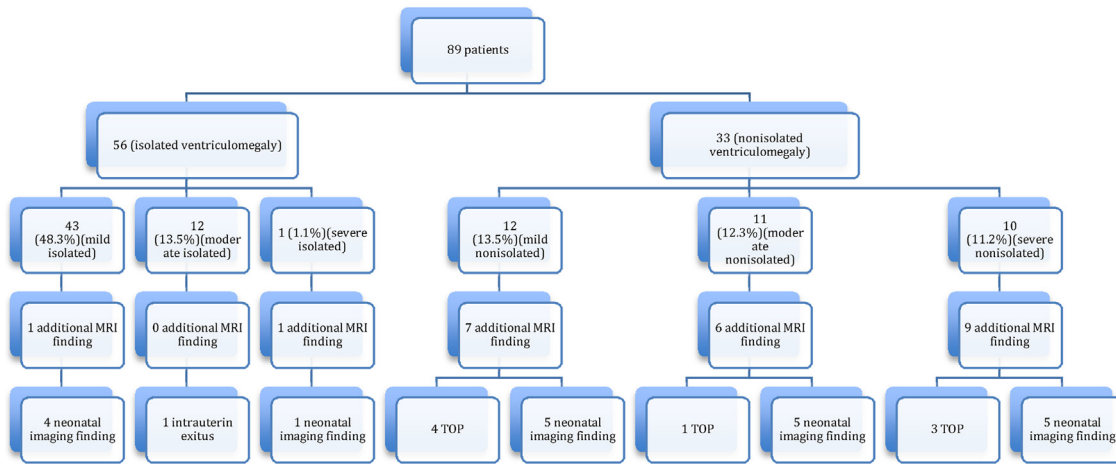 89 patients
56 (isolated ventriculomegaly)
33 (nonisolated
ventriculomegaly)
43
(48.3%)(mild
isolated)
12
(13.5%)(moder
ate isolated)
1 (1.1%)(severe
isolated)
12
(13.5%)(mild
nonisolated)
11
(12.3%)(moder
ate
nonisolated)
10
(11.2%)(severe
nonisolated)
1 additional MRI
finding
0 additional MRI
finding
1 additional MRI
finding
7 additional MRI
finding
6 additional MRI
finding
9 additional MRI
finding
4 neonatal
imaging finding
1 intrauterin
exitus
1 neonatal
imaging finding
4 TOP
5 neonatal
imaging finding
1 TOP
5 neonatal
imaging finding
3 TOP
5 neonatal
imaging finding